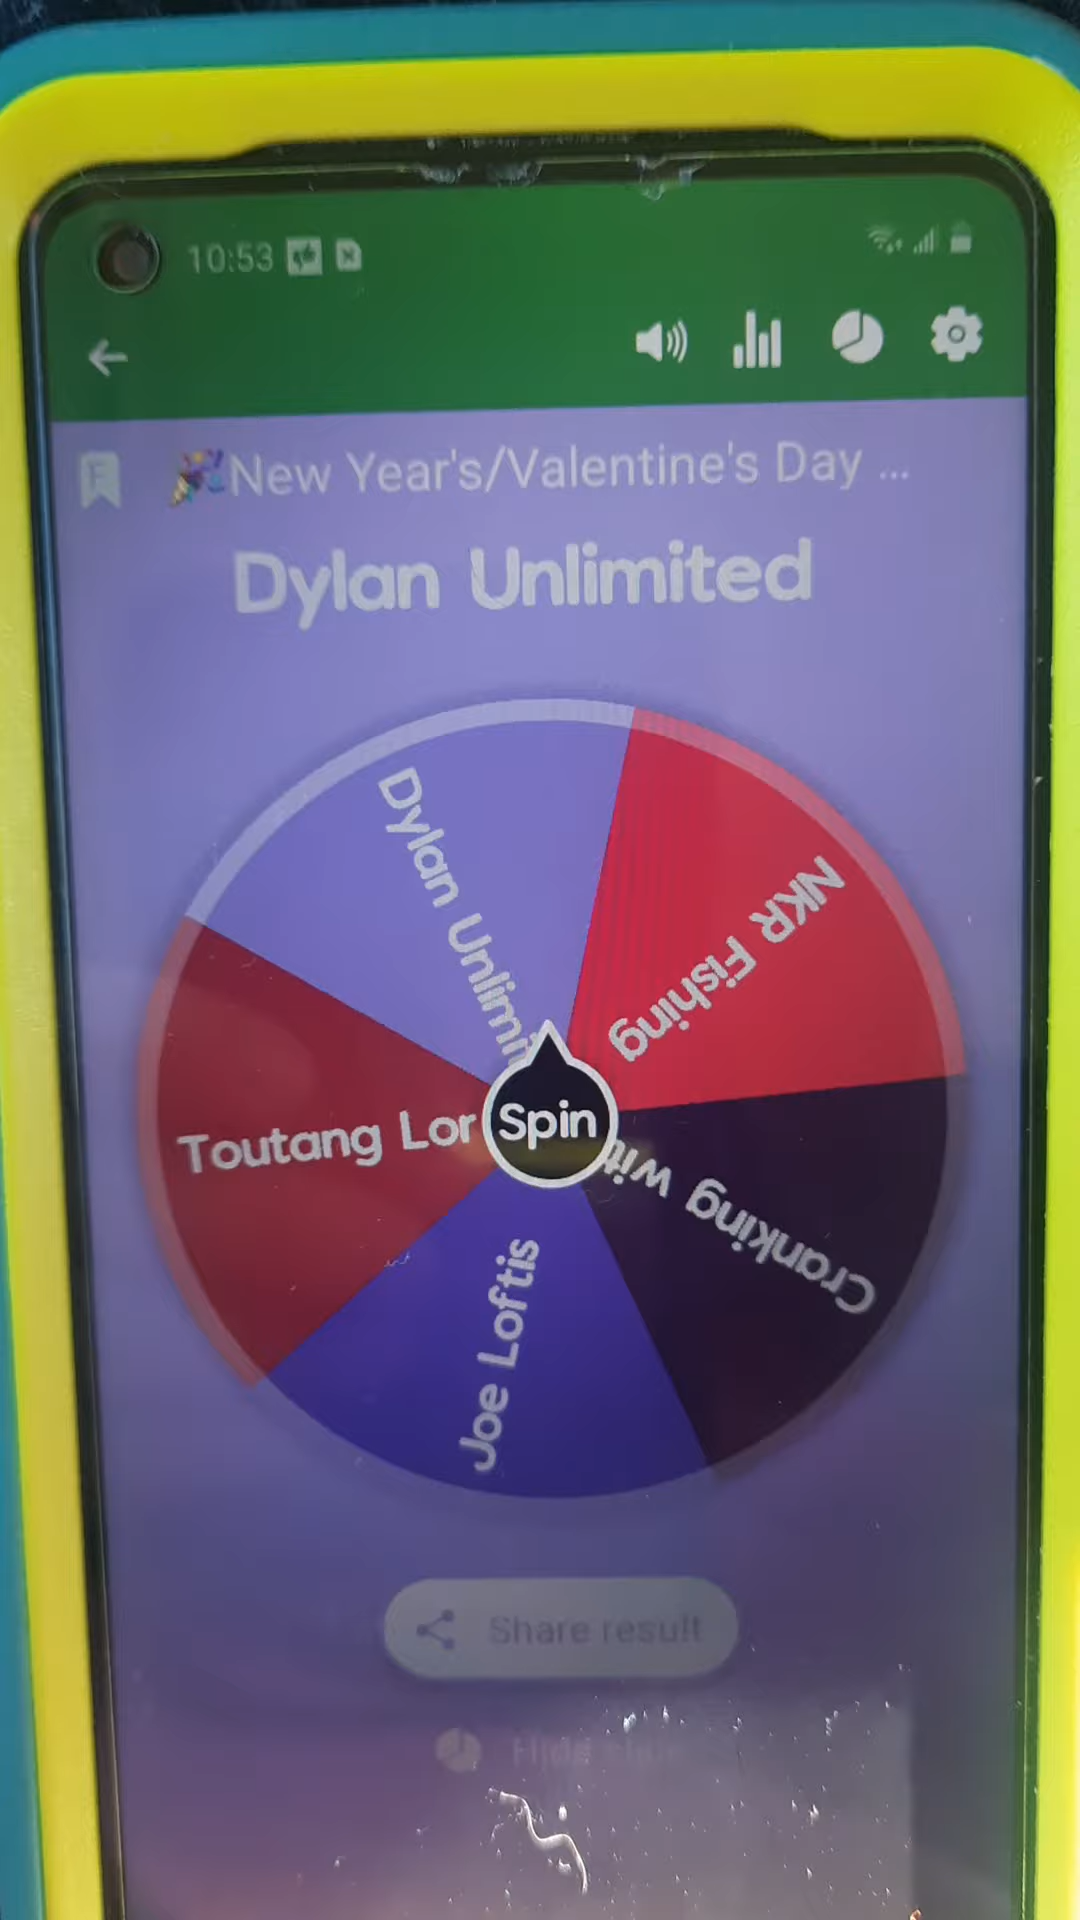 10:53
New Year's/Valentine's Day ...
Dylan Unlimited
Dylan Unlimi
NKR Fishing
Toutang Lor
Spin
Cranking wit
Joe Loftis
Share result
Hide